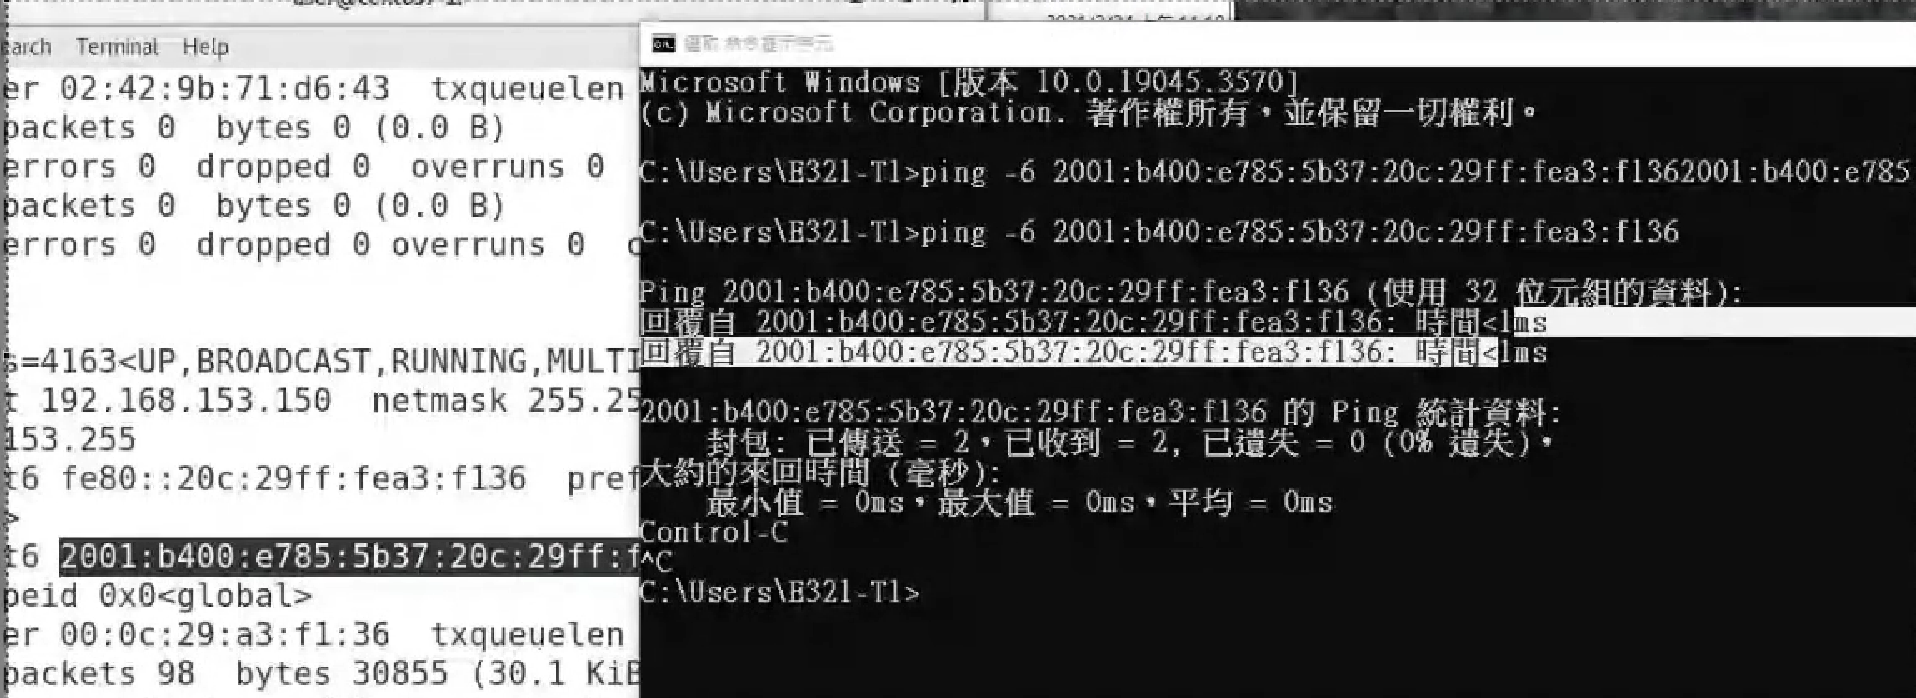 arch Terminal Help
er 02:42:9b:71:d6:43 txqueuelen
packets 0 bytes 0 (0.0 B)
errors 0 dropped 0 overruns 0
packets 0 bytes 0 (0.0 B)
errors 0 dropped 0 overruns 0 c
s=4163<UP,BROADCAST,RUNNING,MULTI
t 192.168.153.150 netmask 255.25
153.255
t6 fe80::20c:29ff:fea3:f136 pref
>
t6 2001:b400:e785:5b37:20c:29ff:f
peid 0x0<global>
er 00:0c:29:a3:f1:36 txqueuelen
packets 98 bytes 30855 (30.1 KiB
選取 命令提示字元
Microsoft Windows [版本 10.0.19045.3570]
(c) Microsoft Corporation. 著作權所有，並保留一切權利。
C:\Users\E321-T1>ping -6 2001:b400:e785:5b37:20c:29ff:fea3:f1362001:b400:e785
C:\Users\E321-T1>ping -6 2001:b400:e785:5b37:20c:29ff:fea3:f136
Ping 2001:b400:e785:5b37:20c:29ff:fea3:f136 (使用 32 位元組的資料):
回覆自 2001:b400:e785:5b37:20c:29ff:fea3:f136: 時間<1ms
回覆自 2001:b400:e785:5b37:20c:29ff:fea3:f136: 時間<1ms
2001:b400:e785:5b37:20c:29ff:fea3:f136 的 Ping 統計資料:
封包: 已傳送 = 2，已收到 = 2, 已遺失 = 0 (0% 遺失)，
大約的來回時間 (毫秒):
最小值 = 0ms，最大值 = 0ms，平均 = 0ms
Control-C
^C
C:\Users\E321-T1>